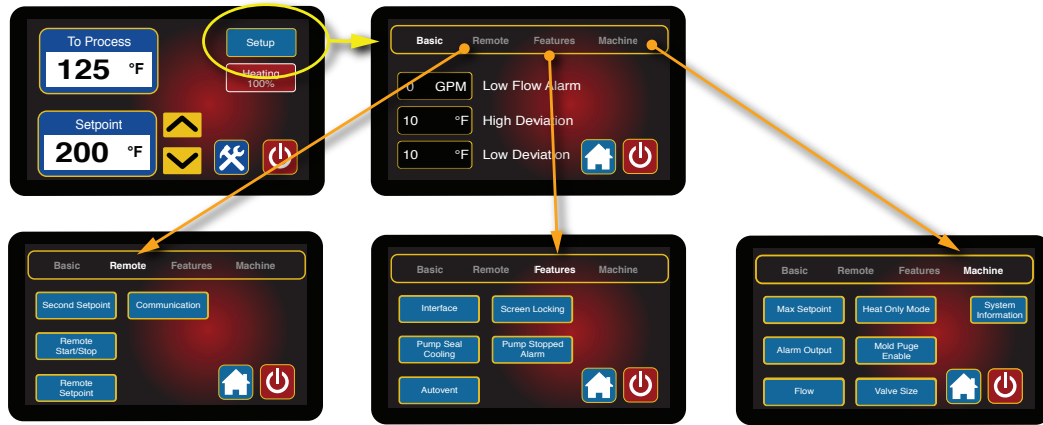 To Process
125 °F
Setup
Heating
100%
Setpoint
200 °F
Basic Remote Features Machine
0 GPM Low Flow Alarm
10 °F High Deviation
10 °F Low Deviation
Basic Remote Features Machine
Second Setpoint Communication
Remote
Start/Stop
Remote
Setpoint
Basic Remote Features Machine
Interface Screen Locking
Pump Seal
Cooling
Pump Stopped
Alarm
Autovent
Basic Remote Features Machine
Max Setpoint Heat Only Mode
System
Information
Alarm Output
Mold Puge
Enable
Flow Valve Size